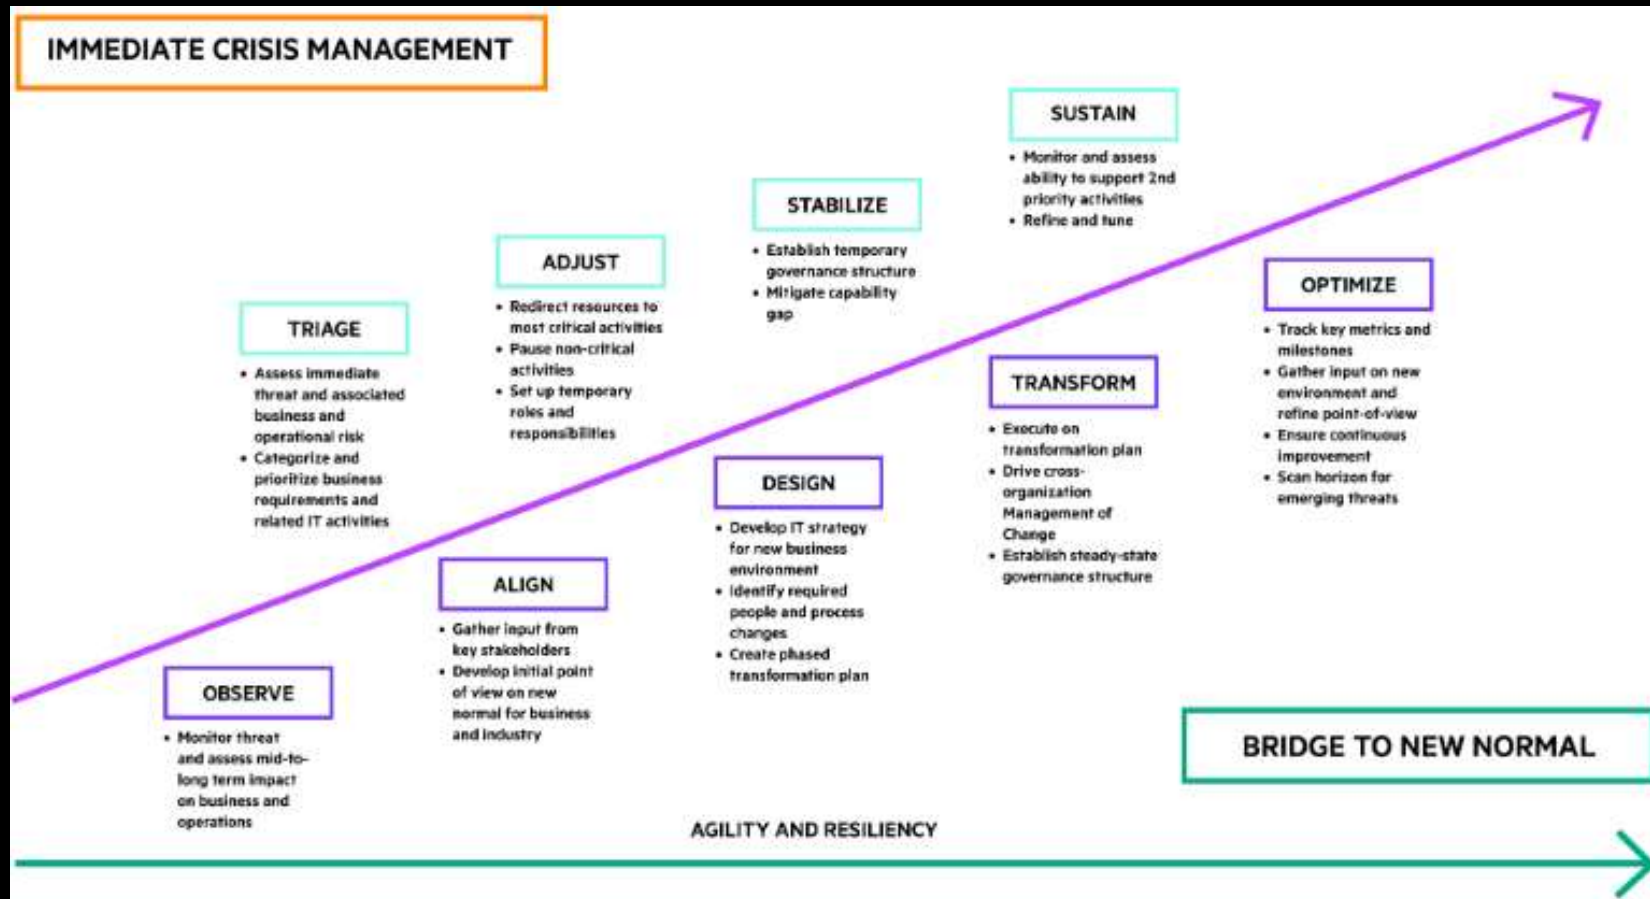 IMMEDIATE CRISIS MANAGEMENT
SUSTAIN
• Monitor and assess
ability to support 2nd
priority activities
• Refine and tune
STABILIZE
• Establish temporary
governance structure
• Mitigate capability
gap
ADJUST
• Redirect resources to
most critical activities
• Pause non-critical
activities
• Set up temporary
roles and
responsibilities
TRIAGE
• Assess immediate
threat and associated
business and
operational risk
• Categorize and
prioritize business
requirements and
related IT activities
OPTIMIZE
• Track key metrics and
milestones
• Gather input on new
environment and
refine point-of-view
• Ensure continuous
improvement
• Scan horizon for
emerging threats
TRANSFORM
• Execute on
transformation plan
• Drive cross-
organization
Management of
Change
• Establish steady-state
governance structure
DESIGN
• Develop IT strategy
for new business
environment
• Identify required
people and process
changes
• Create phased
transformation plan
ALIGN
• Gather input from
key stakeholders
• Develop initial point
of view on new
normal for business
and industry
OBSERVE
• Monitor threat
and assess mid-to-
long term impact
on business and
operations
BRIDGE TO NEW NORMAL
AGILITY AND RESILIENCY